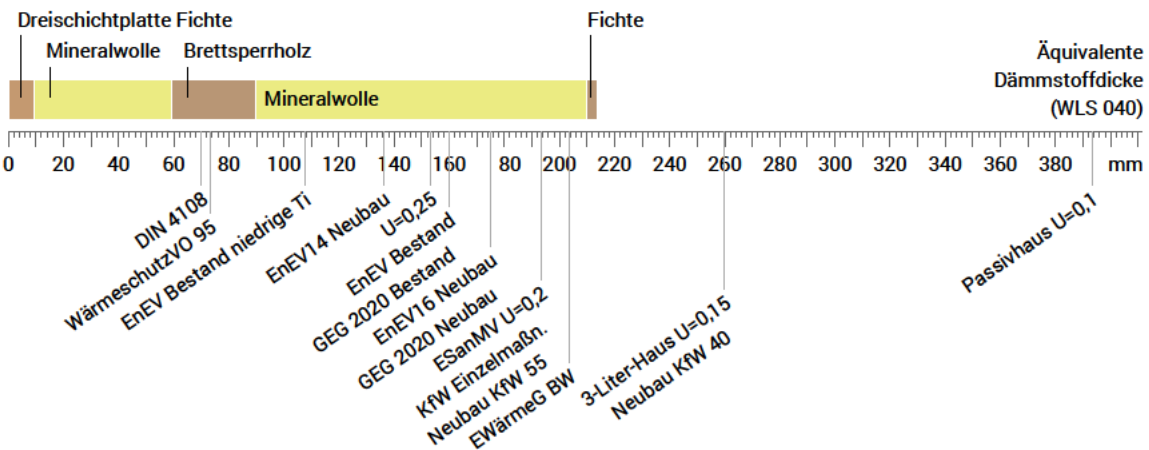 Dreischichtplatte Fichte
Fichte
Mineralwolle
Brettsperrholz
Mineralwolle
Äquivalente
Dämmstoffdicke
(WLS 040)
0 20 40 60 80 100 120 140 160 180 200 220 240 260 280 300 320 340 360 380 mm
DIN 4108
WärmeschutzVO 95
EnEV Bestand niedrige Ti
EnEV14 Neubau
U=0,25
EnEV Bestand
GEG 2020 Bestand
EnEV16 Neubau
GEG 2020 Neubau
ESanMV U=0,2
KfW Einzelmaßn.
Neubau KfW 55
EWärmeG BW
3-Liter-Haus U=0,15
Neubau KfW 40
Passivhaus U=0,1